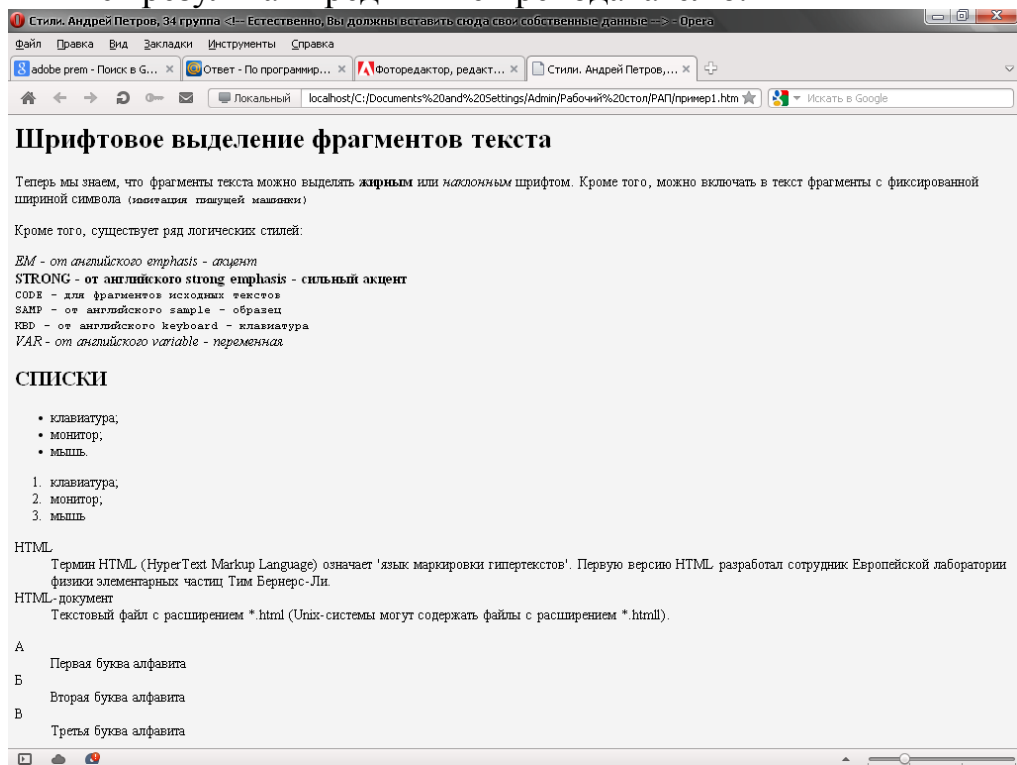 Стили. Андрей Петров, 34 группа <!-- Естественно, Вы должны вставить сюда свои собственные данные --> - Opera
Файл Правка Вид Закладки Инструменты Справка
adobe prem - Поиск в G... Ответ - По программир... Фоторедактор, редакт... Стили. Андрей Петров,...
Локальный localhost/C:/Documents%20and%20Settings/Admin/Рабочий%20стол/РАП/пример1.htm Искать в Google
Шрифтовое выделение фрагментов текста
Теперь мы знаем, что фрагменты текста можно выделять жирным или наклонным шрифтом. Кроме того, можно включать в текст фрагменты с фиксированной
шириной символа (имитация пишущей машинки)
Кроме того, существует ряд логических стилей:
EM - от английского emphasis - акцент
STRONG - от английского strong emphasis - сильный акцент
CODE - для фрагментов исходных текстов
SAMP - от английского sample - образец
KBD - от английского keyboard - клавиатура
VAR - от английского variable - переменная
СПИСКИ
• клавиатура;
• монитор;
• мышь.
1. клавиатура;
2. монитор;
3. мышь
HTML
Термин HTML (HyperText Markup Language) означает 'язык маркировки гипертекстов'. Первую версию HTML разработал сотрудник Европейской лаборатории
физики элементарных частиц Тим Бернерс-Ли.
HTML-документ
Текстовый файл с расширением *.html (Unix-системы могут содержать файлы с расширением *.htmll).
А
Первая буква алфавита
Б
Вторая буква алфавита
В
Третья буква алфавита